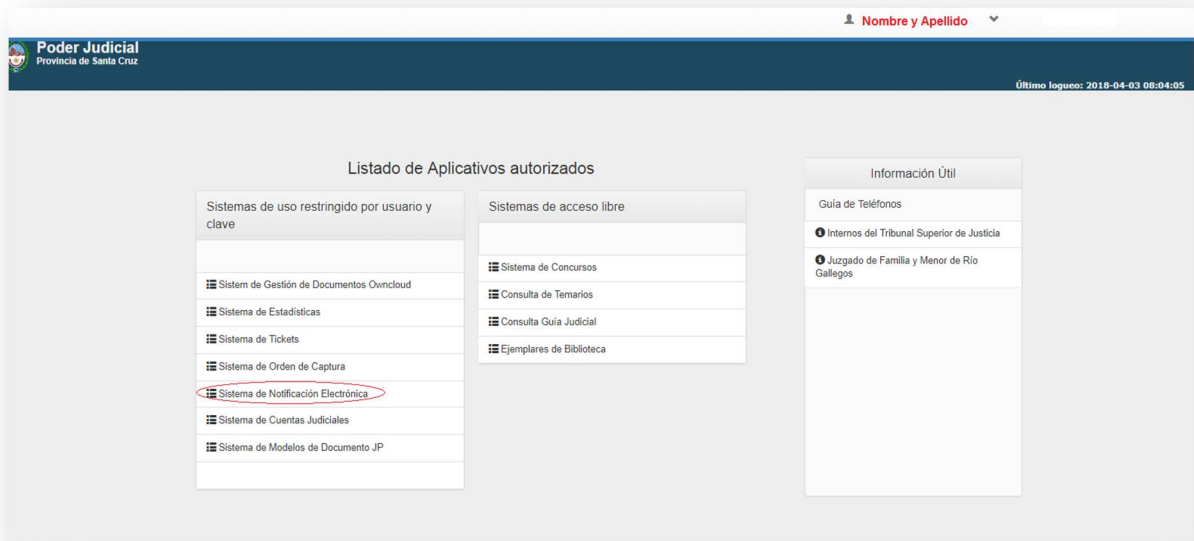 Nombre y Apellido
Poder Judicial
Provincia de Santa Cruz
Último logueo: 2018-04-03 08:04:05
Listado de Aplicativos autorizados
Sistemas de uso restringido por usuario y
clave
Sistem de Gestión de Documentos Owncloud
Sistema de Estadísticas
Sistema de Tickets
Sistema de Orden de Captura
Sistema de Notificación Electrónica
Sistema de Cuentas Judiciales
Sistema de Modelos de Documento JP
Sistemas de acceso libre
Sistema de Concursos
Consulta de Temarios
Consulta Guía Judicial
Ejemplares de Biblioteca
Información Útil
Guía de Teléfonos
Internos del Tribunal Superior de Justicia
Juzgado de Familia y Menor de Río
Gallegos